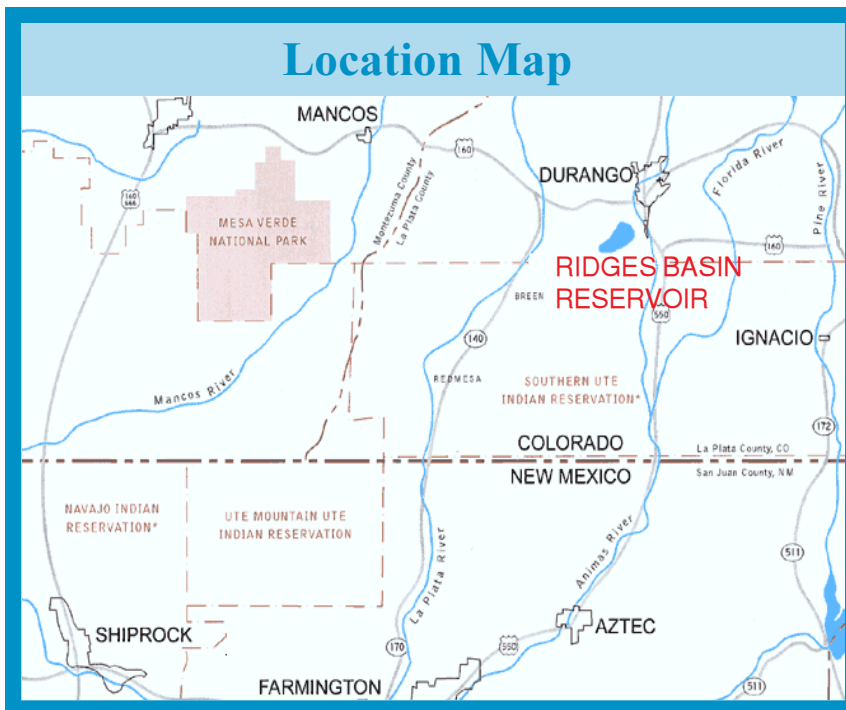 Location Map
MANCOS
160
DURANGO
Florida River
Pine River
160
666
Montezuma County
La Plata County
MESA VERDE
NATIONAL PARK
160
RIDGES BASIN
RESERVOIR
BREEN
550
140
IGNACIO
Mancos River
REDMESA
SOUTHERN UTE
INDIAN RESERVATION*
172
COLORADO
La Plata County, CO
NEW MEXICO
San Juan County, NM
NAVAJO INDIAN
RESERVATION*
UTE MOUNTAIN UTE
INDIAN RESERVATION
La Plata River
Animas River
511
SHIPROCK
170
550
AZTEC
FARMINGTON
511